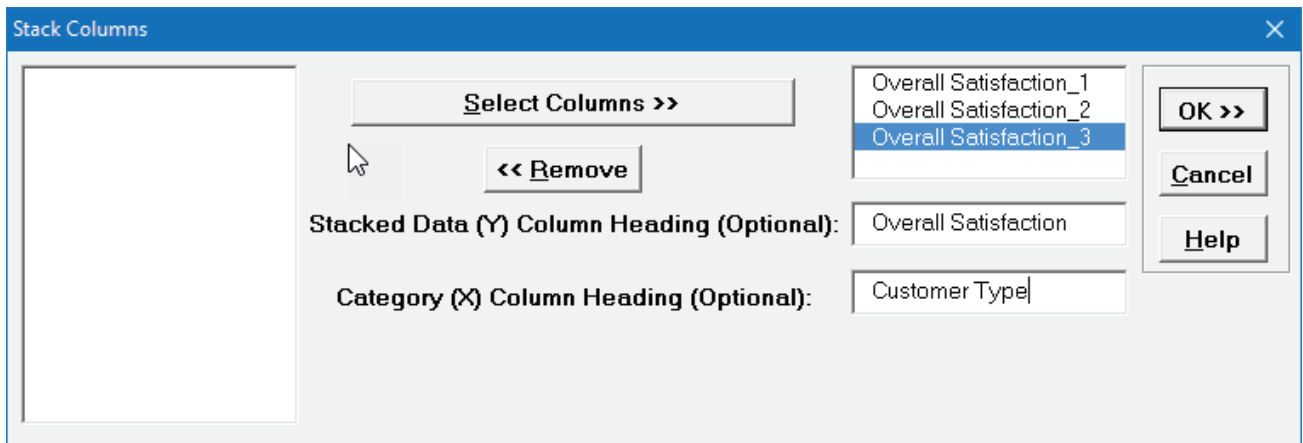 Stack Columns
Select Columns >>
<< Remove
Overall Satisfaction_1
Overall Satisfaction_2
Overall Satisfaction_3
Stacked Data (Y) Column Heading (Optional):
Overall Satisfaction
Category (X) Column Heading (Optional):
Customer Type
OK >>
Cancel
Help